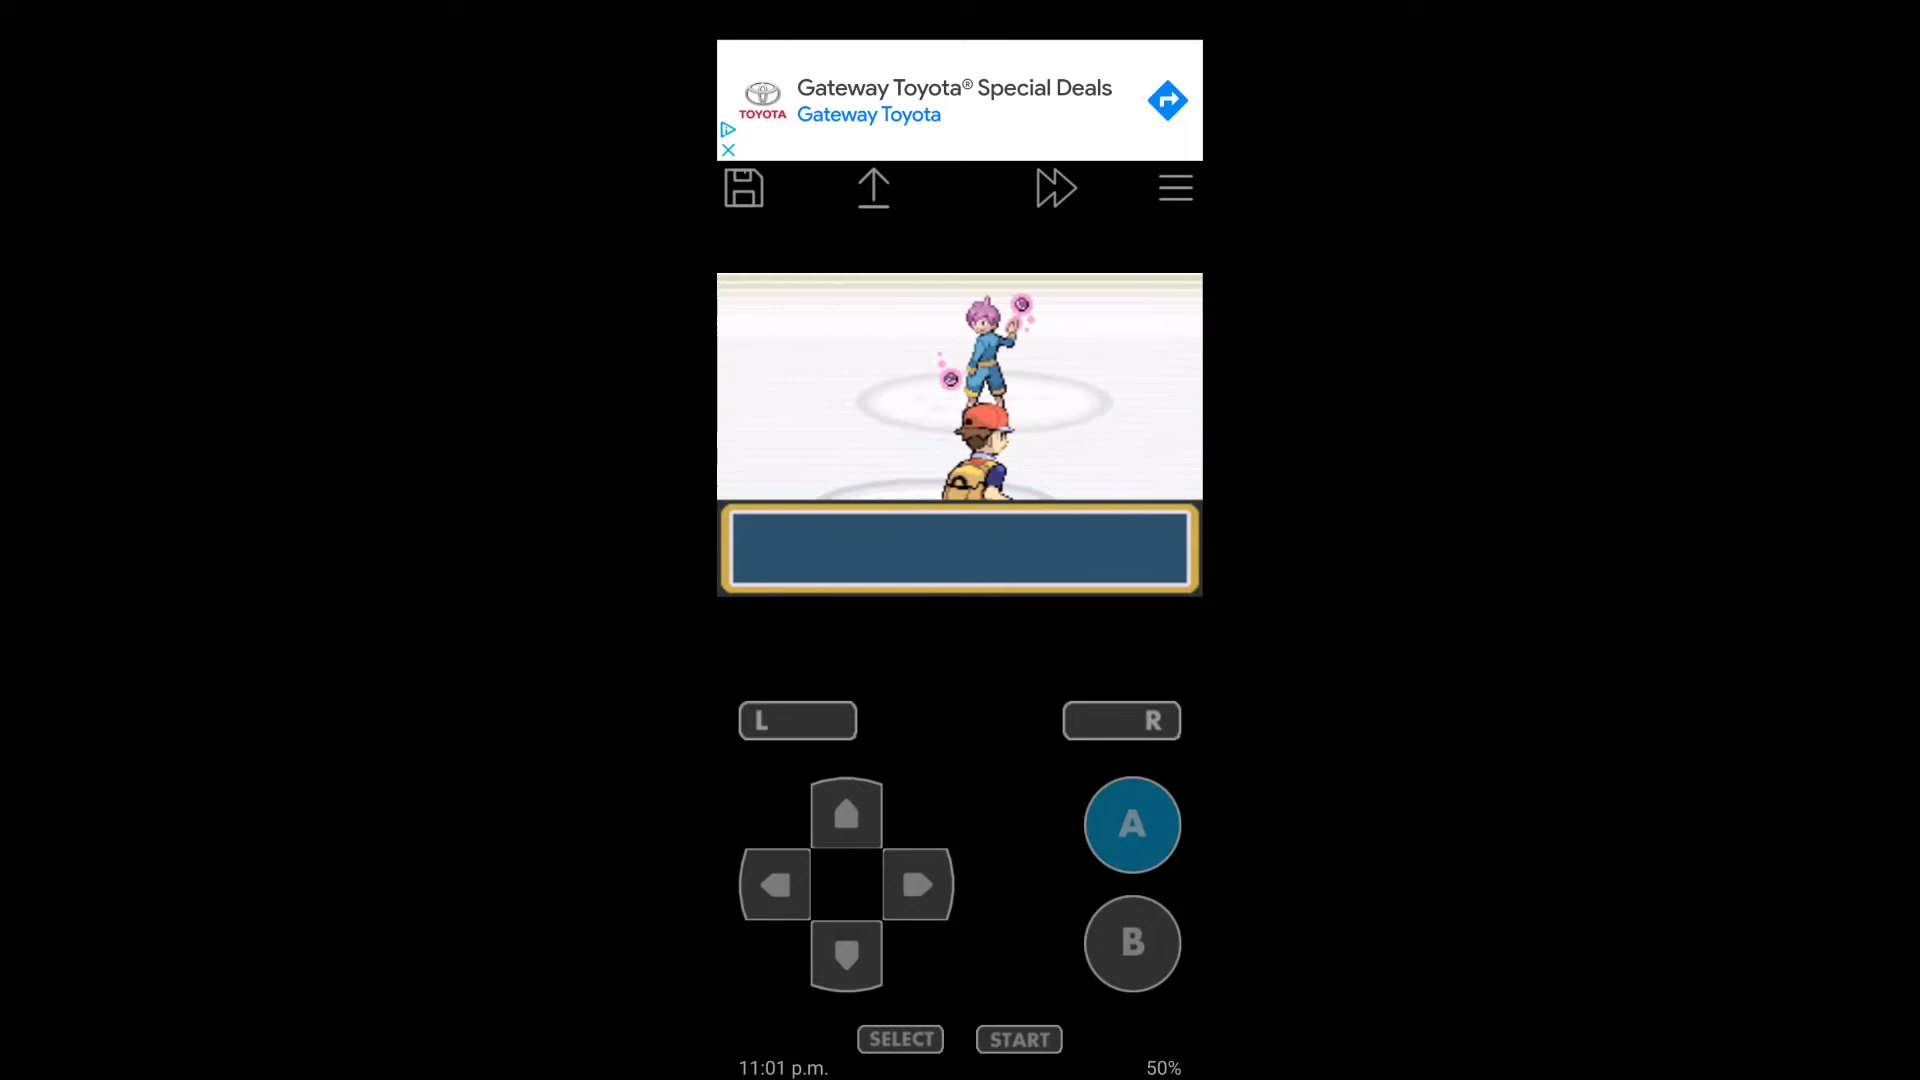 Gateway Toyota® Special Deals
TOYOTA
Gateway Toyota
L
R
A
B
SELECT
START
11:01 p.m.
50%